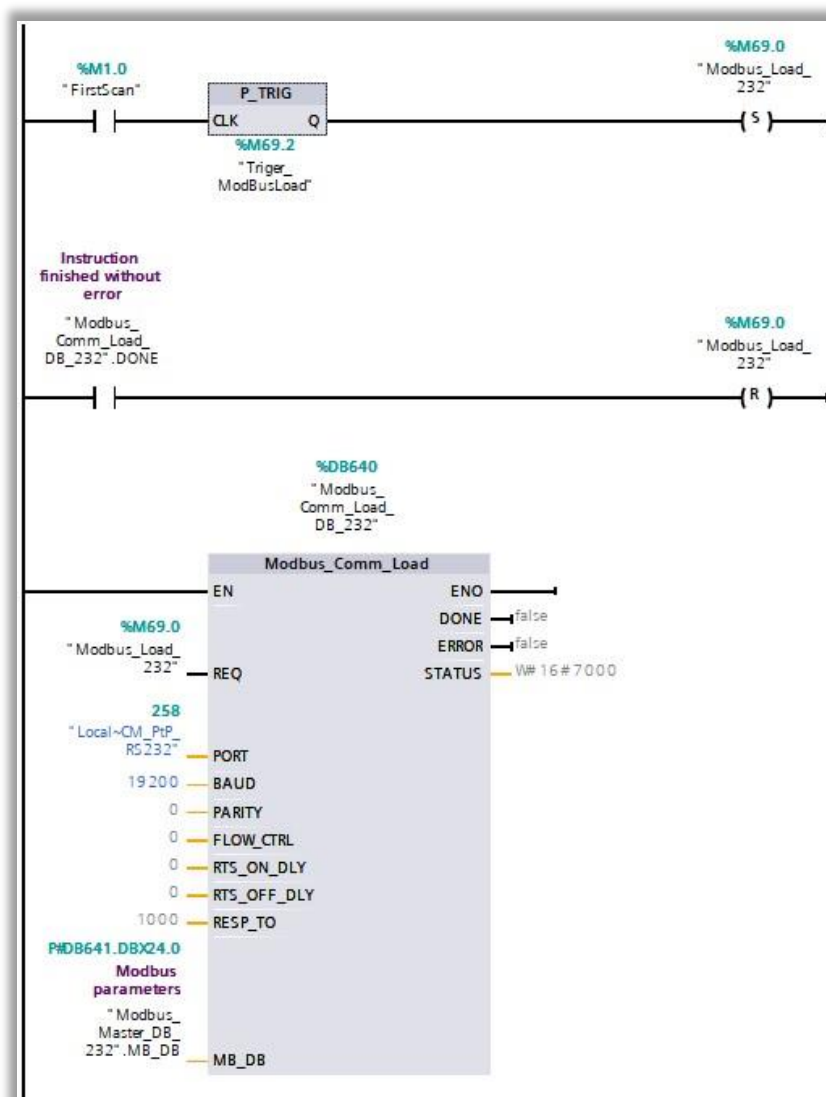 %M1.0
"FirstScan"
P_TRIG
CLK Q
%M69.2
"Triger_
ModBusLoad"
%M69.0
"Modbus_Load_
232"
S
Instruction
finished without
error
"Modbus_
Comm_Load_
DB_232".DONE
%M69.0
"Modbus_Load_
232"
R
%DB640
"Modbus_
Comm_Load_
DB_232"
Modbus_Comm_Load
EN ENO
DONE false
ERROR false
STATUS W#16#7000
%M69.0
"Modbus_Load_
232" REQ
258
"Local~CM_PtP_
RS232" PORT
19200 BAUD
0 PARITY
0 FLOW_CTRL
0 RTS_ON_DLY
0 RTS_OFF_DLY
1000 RESP_TO
P#DB641.DBX24.0
Modbus
parameters
"Modbus_
Master_DB_
232".MB_DB MB_DB